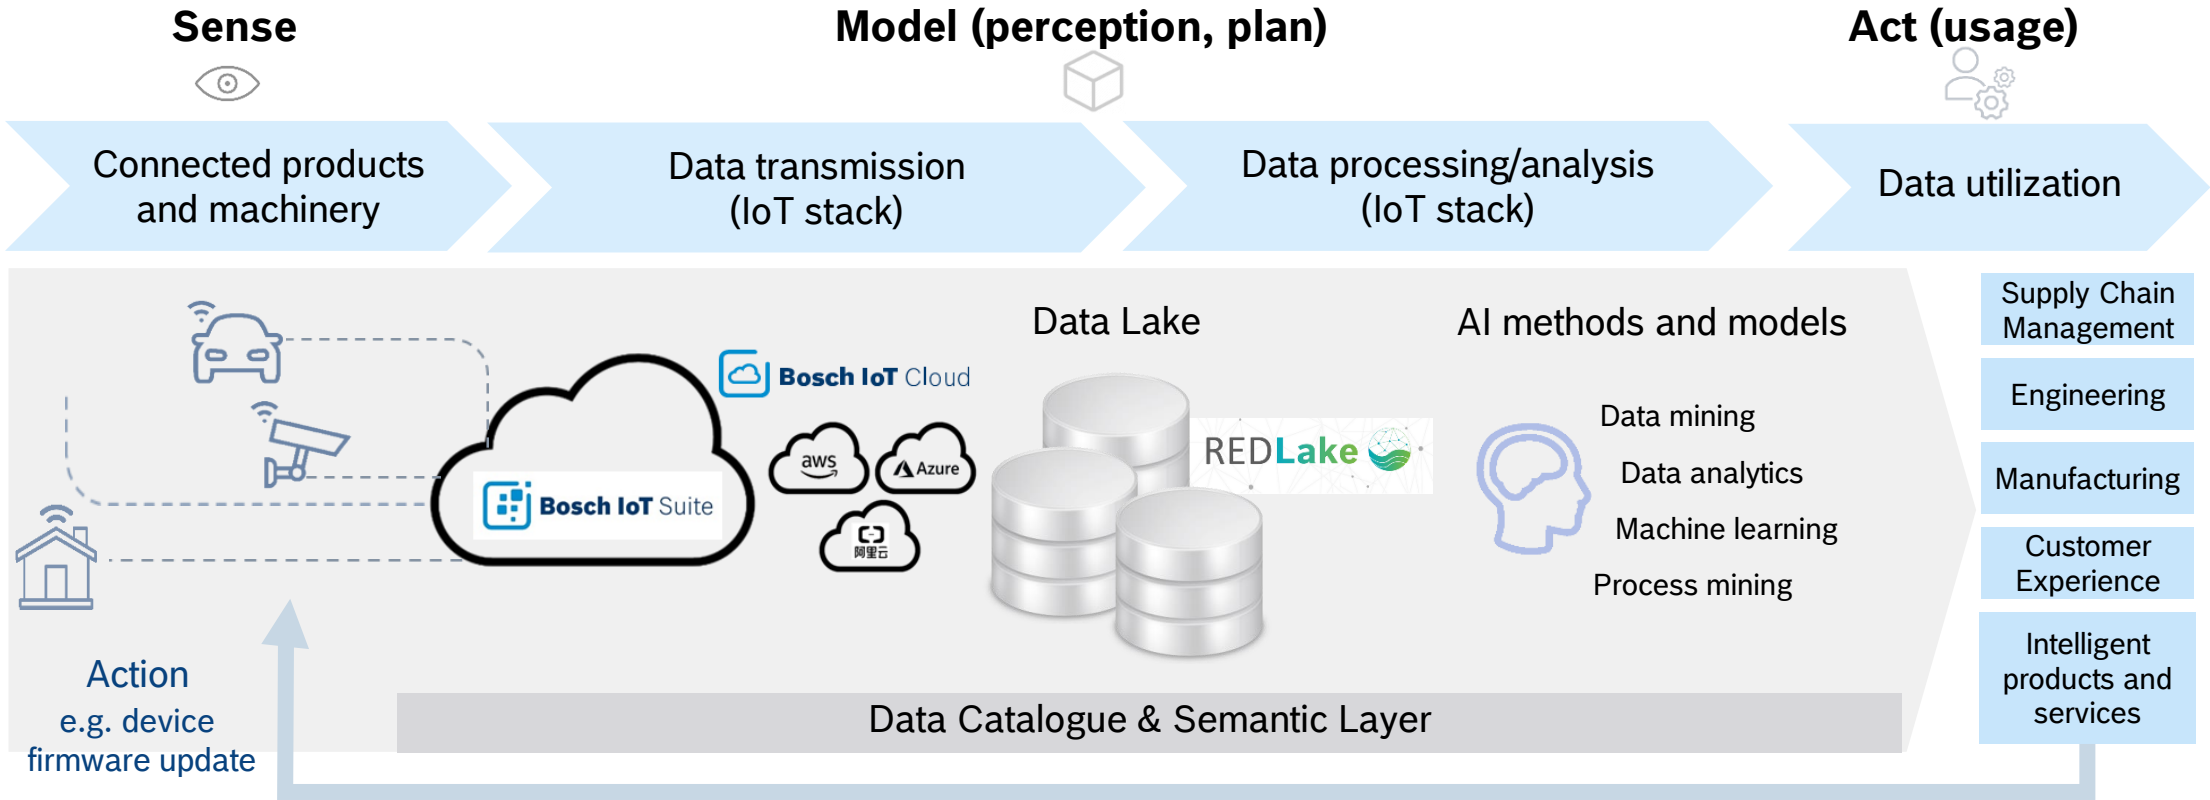 Sense
Model (perception, plan)
Act (usage)
Connected products
and machinery
Data transmission
(IoT stack)
Data processing/analysis
(IoT stack)
Data utilization
Data Lake
AI methods and models
Bosch IoT Cloud
aws
Azure
阿里云
Bosch IoT Suite
REDLake
Data mining
Data analytics
Machine learning
Process mining
Supply Chain
Management
Engineering
Manufacturing
Customer
Experience
Intelligent
products and
services
Action
e.g. device
firmware update
Data Catalogue & Semantic Layer